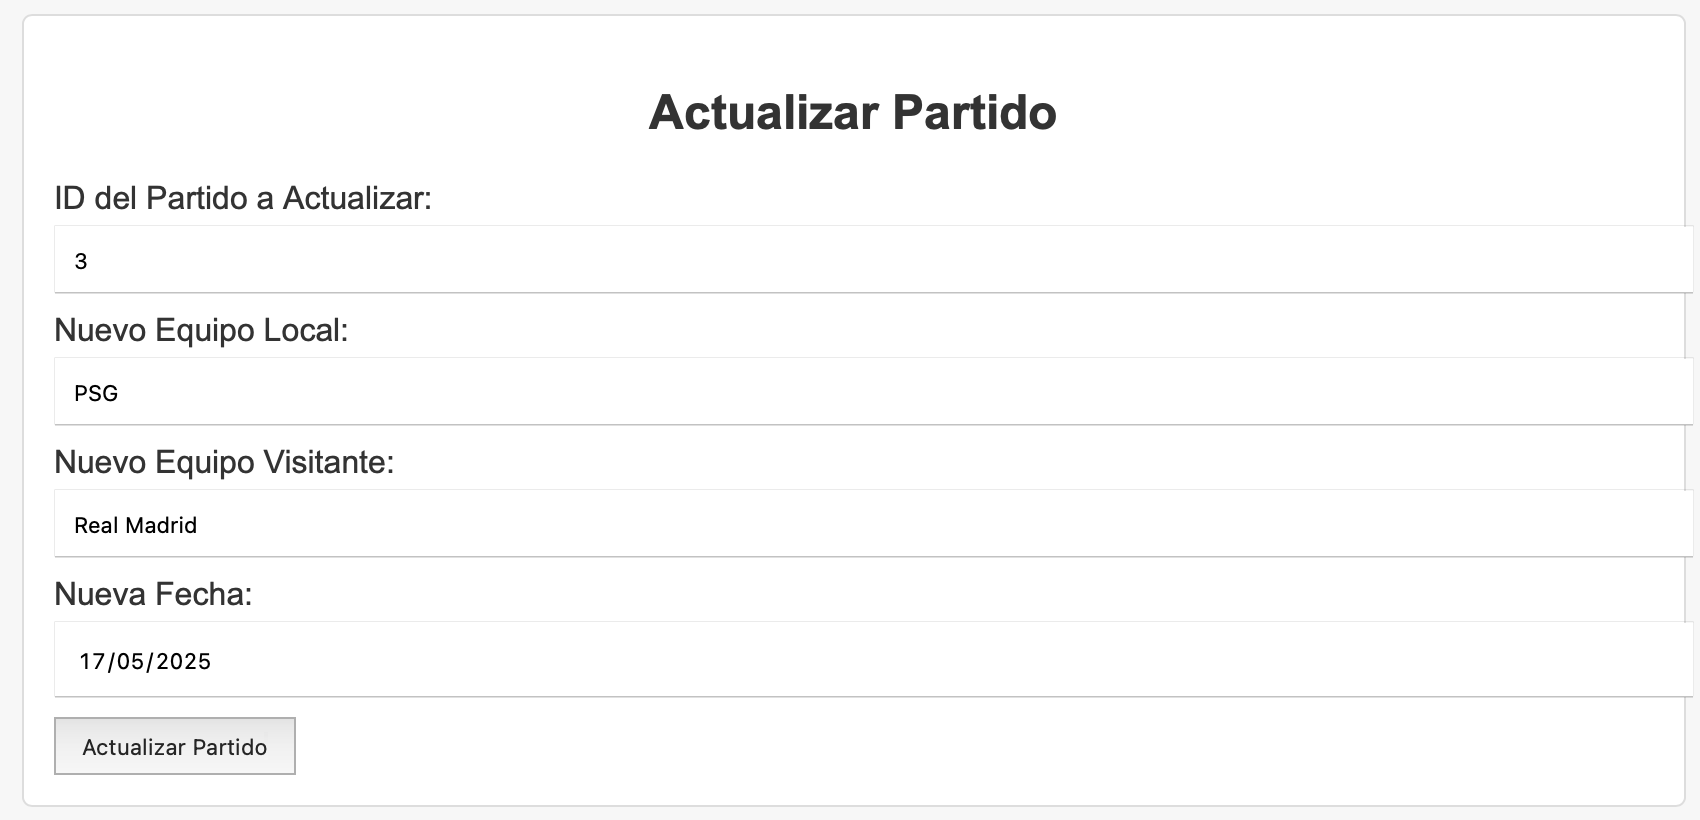 Actualizar Partido
ID del Partido a Actualizar:
3
Nuevo Equipo Local:
PSG
Nuevo Equipo Visitante:
Real Madrid
Nueva Fecha:
17/05/2025
Actualizar Partido